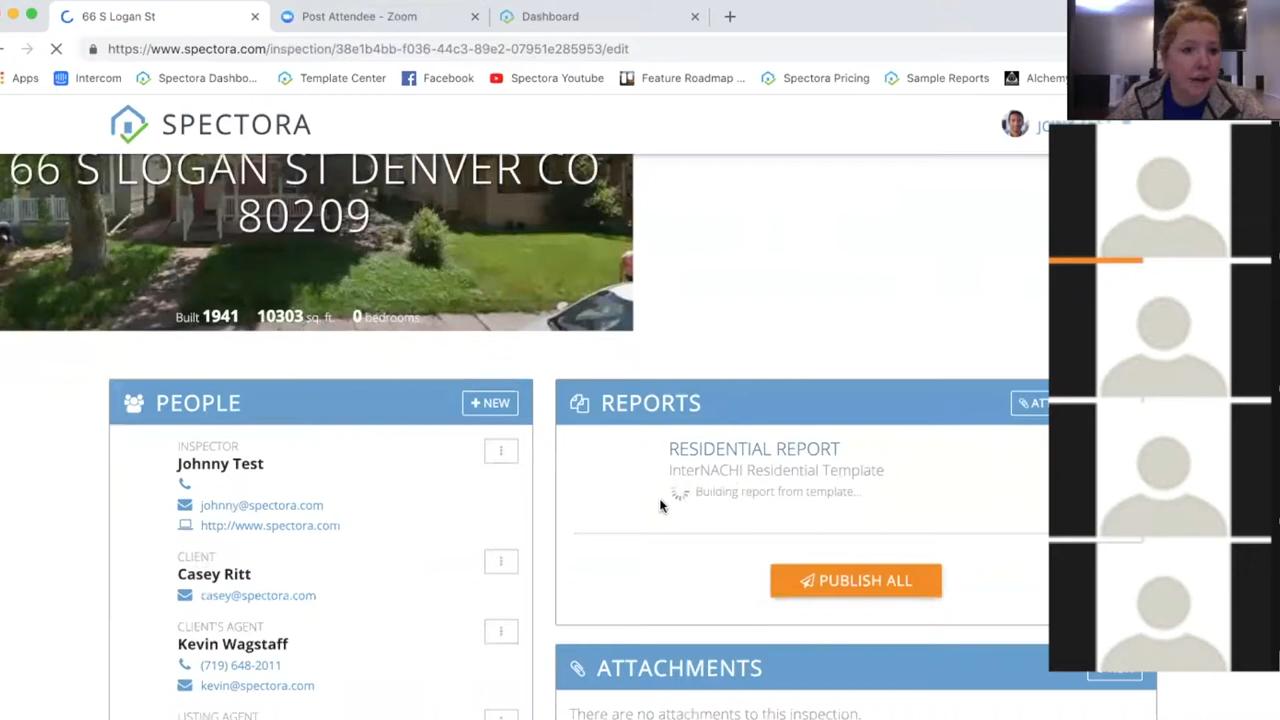 66 S Logan St
Post Attendee - Zoom
Dashboard
https://www.spectora.com/inspection/38e1b4bb-f036-44c3-89e2-07951e285953/edit
Apps
Intercom
Spectora Dashbo...
Template Center
Facebook
Spectora Youtube
Feature Roadmap ...
Spectora Pricing
Sample Reports
Alchemy
SPECTORA
66 S LOGAN ST DENVER CO
80209
Built 1941 10303 sq. ft. 0 bedrooms
PEOPLE
+ NEW
INSPECTOR
Johnny Test
johnny@spectora.com
http://www.spectora.com
CLIENT
Casey Ritt
casey@spectora.com
CLIENT'S AGENT
Kevin Wagstaff
(719) 648-2011
kevin@spectora.com
LISTING AGENT
REPORTS
RESIDENTIAL REPORT
InterNACHI Residential Template
Building report from template...
PUBLISH ALL
ATTACHMENTS
There are no attachments to this inspection.